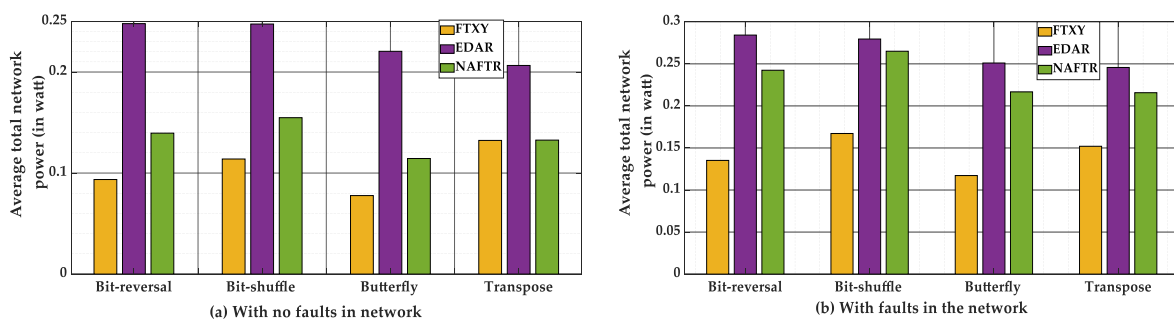 Average total network
power (in watt)
0.25
0.2
0.1
0
FTXY
EDAR
NAFTR
Bit-reversal
Bit-shuffle
Butterfly
Transpose
(a) With no faults in network
Average total network
power (in watt)
0.3
0.25
0.2
0.15
0.1
0.05
0
FTXY
EDAR
NAFTR
Bit-reversal
Bit-shuffle
Butterfly
Transpose
(b) With faults in the network